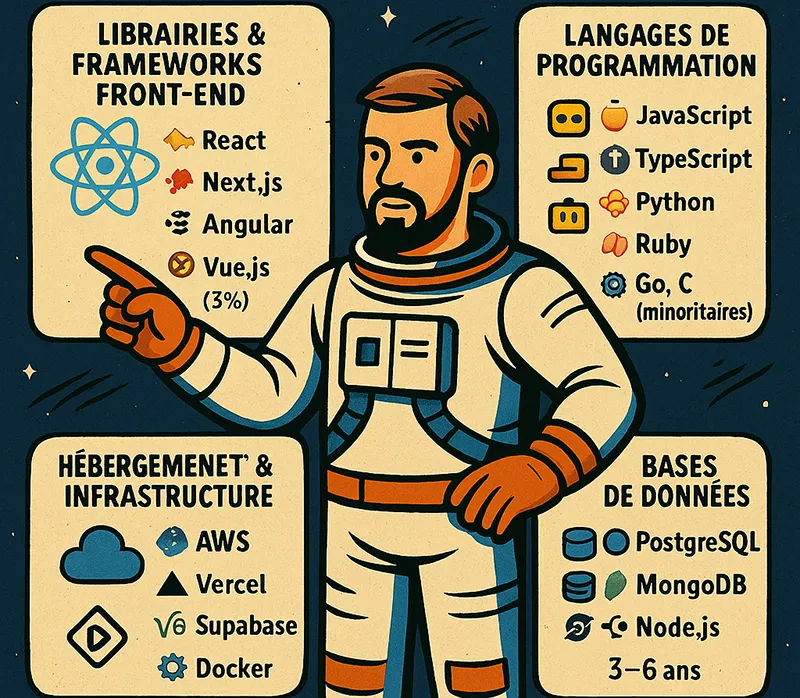 LIBRAIRIES &
FRAMEWORKS
FRONT-END
React
Next,js
Angular
Vue,js
(3%)
LANGAGES DE
PROGRAMMATION
JavaScript
TypeScript
Python
Ruby
Go, C
(minoritaires)
HÉBERGEMENET' &
INFRASTRUCTURE
AWS
Vercel
Supabase
Docker
BASES
DE DONNÉES
PostgreSQL
MongoDB
Node,js
3–6 ans